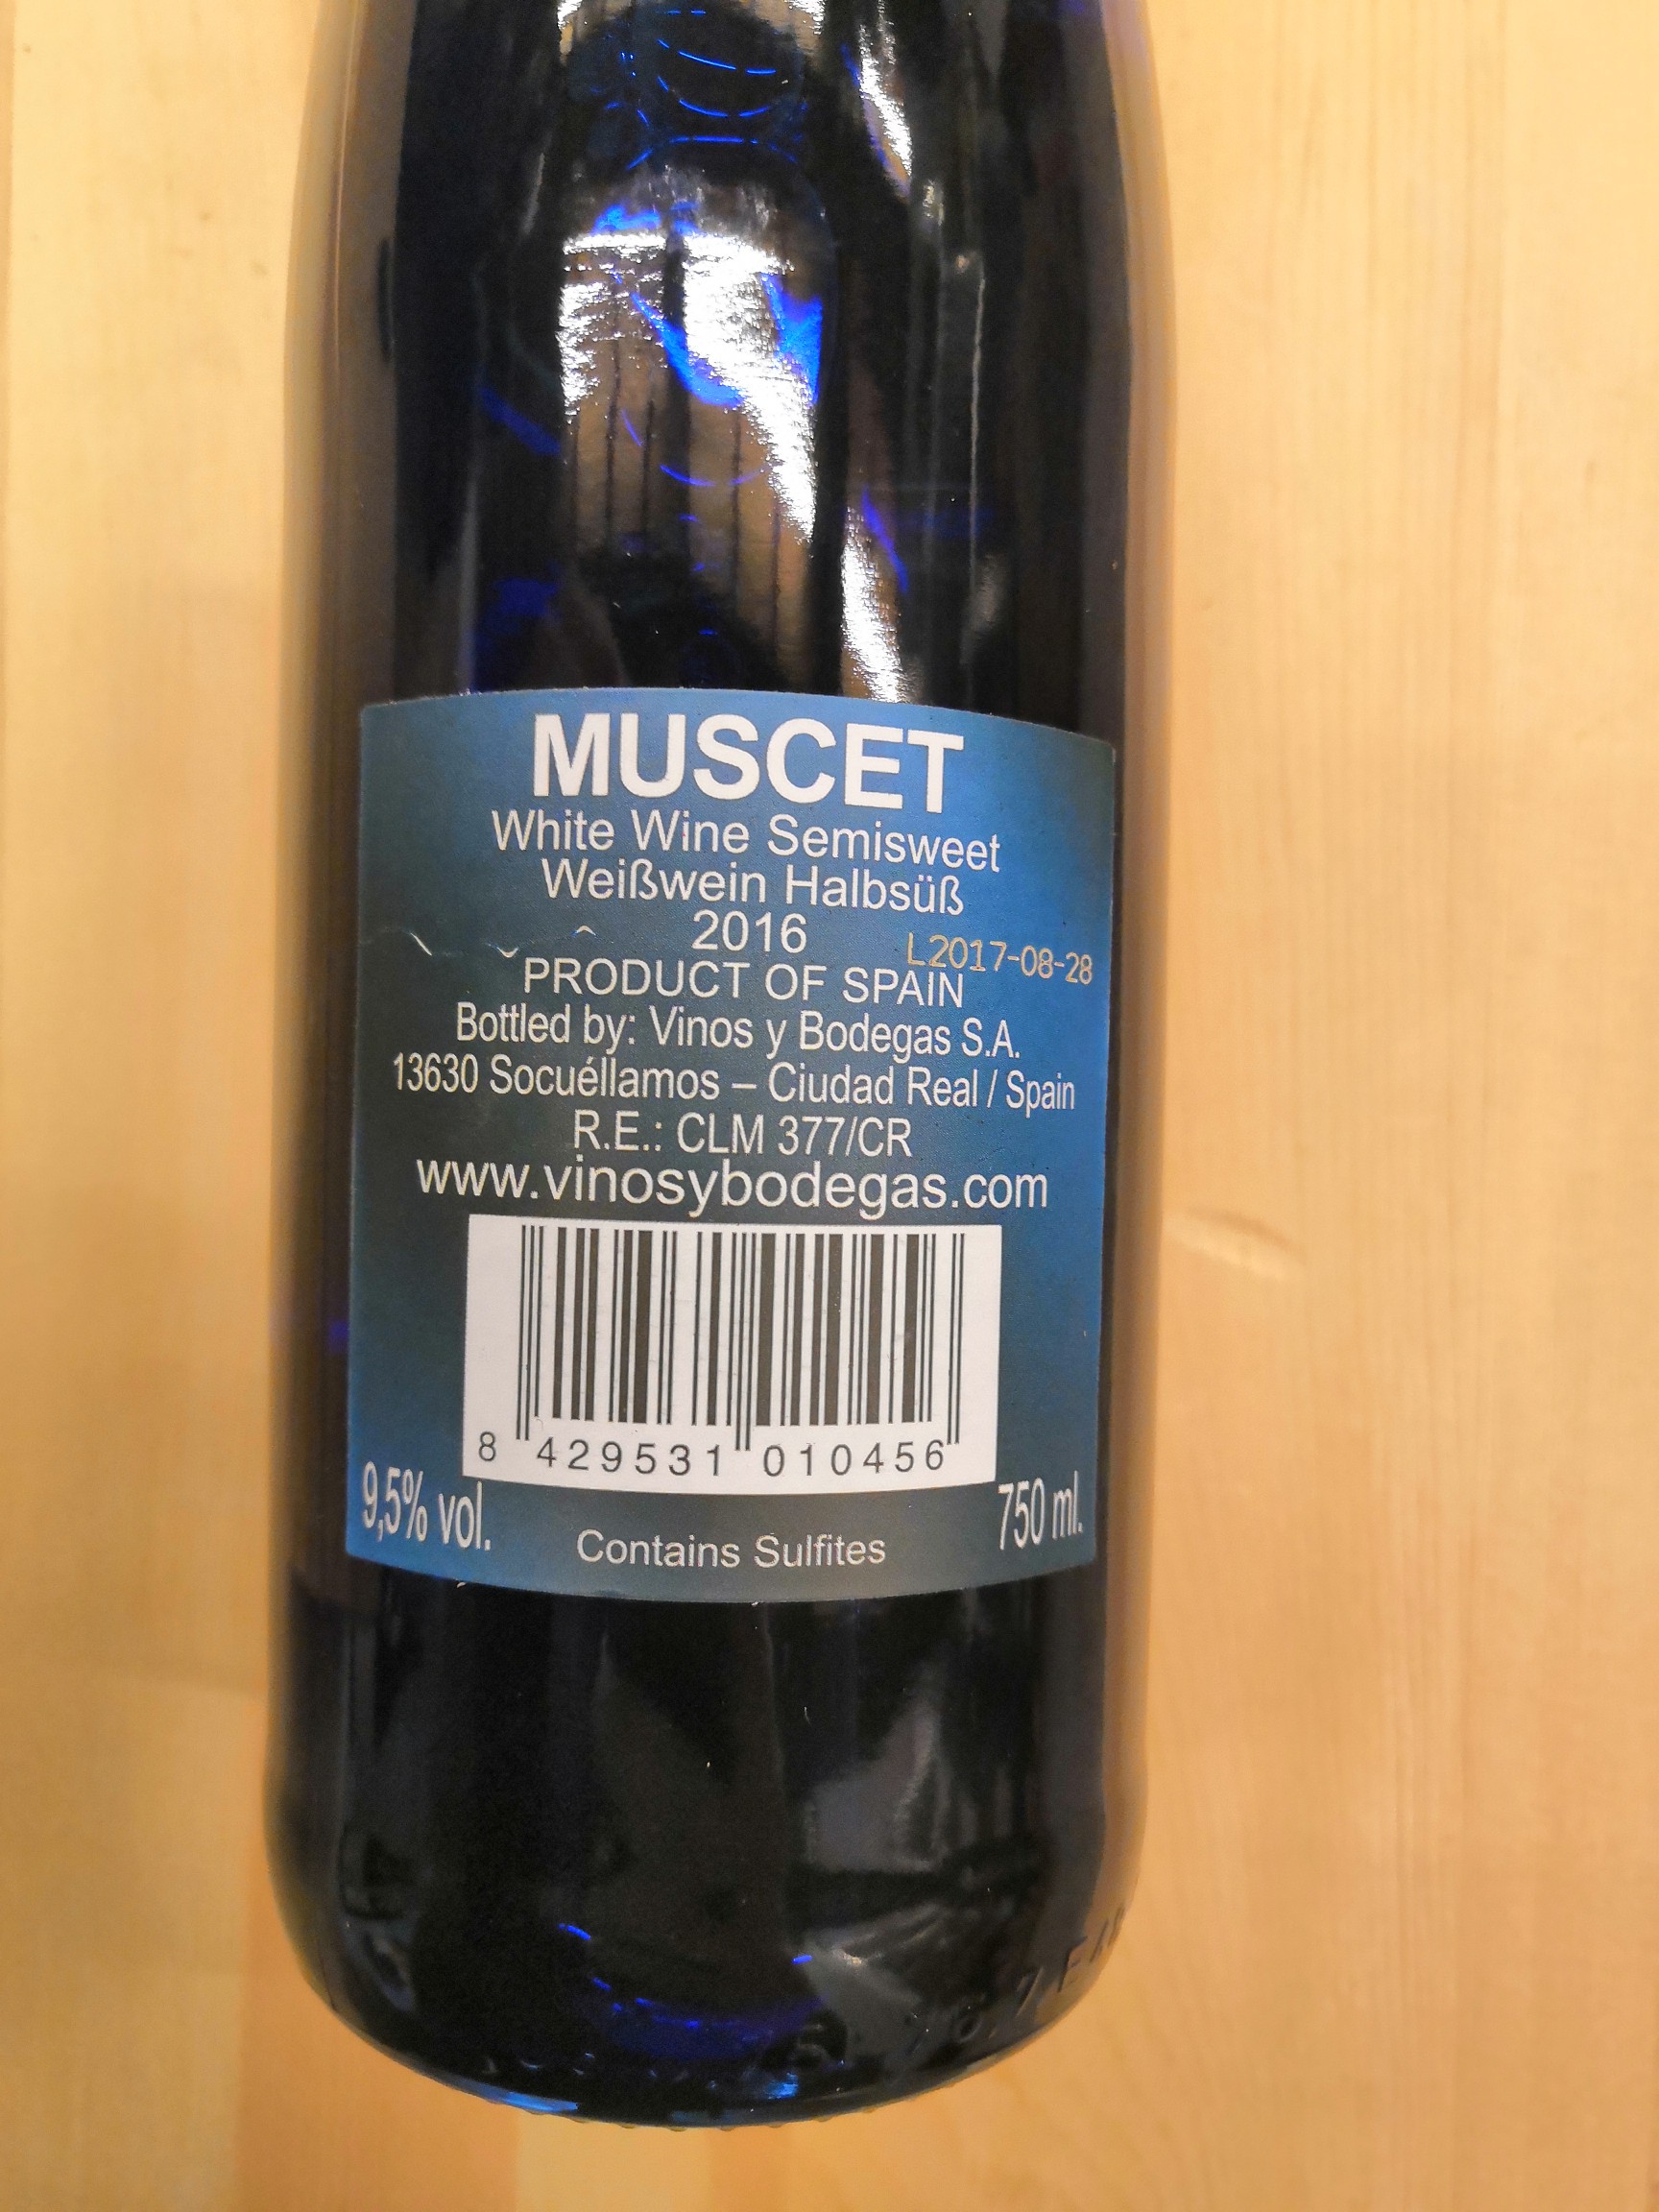 MUSCET
White Wine Semisweet
Weißwein Halbsüß
2016
L2017-08-28
PRODUCT OF SPAIN
Bottled by: Vinos y Bodegas S.A.
13630 Socuéllamos – Ciudad Real / Spain
R.E.: CLM 377/CR
www.vinosybodegas.com
8 429531 010456
9,5% vol.
750 ml.
Contains Sulfites